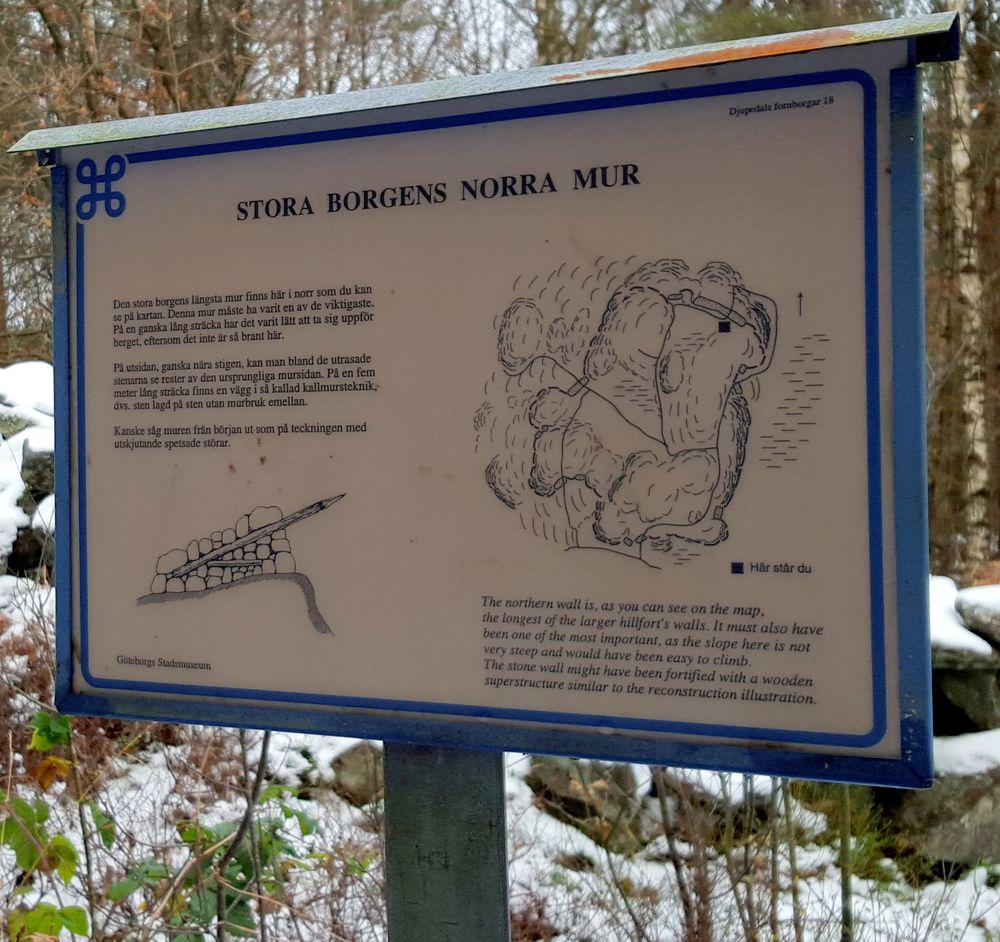 Djupedals fornborgar 18
STORA BORGENS NORRA MUR
Den stora borgens längsta mur finns här i norr som du kan
se på kartan. Denna mur måste ha varit en av de viktigaste.
På en ganska lång sträcka har det varit lätt att ta sig uppför
berget, eftersom det inte är så brant här.
På utsidan, ganska nära stigen, kan man bland de utrasade
stenarna se rester av den ursprungliga mursidan. På en fem
meter lång sträcka finns en vägg i så kallad kallmursteknik,
dvs. sten lagd på sten utan murbruk emellan.
Kanske såg muren från början ut som på teckningen med
utskjutande spetsade störar.
Göteborgs Stadsmuseum
Här står du
The northern wall is, as you can see on the map,
the longest of the larger hillfort's walls. It must also have
been one of the most important, as the slope here is not
very steep and would have been easy to climb.
The stone wall might have been fortified with a wooden
superstructure similar to the reconstruction illustration.